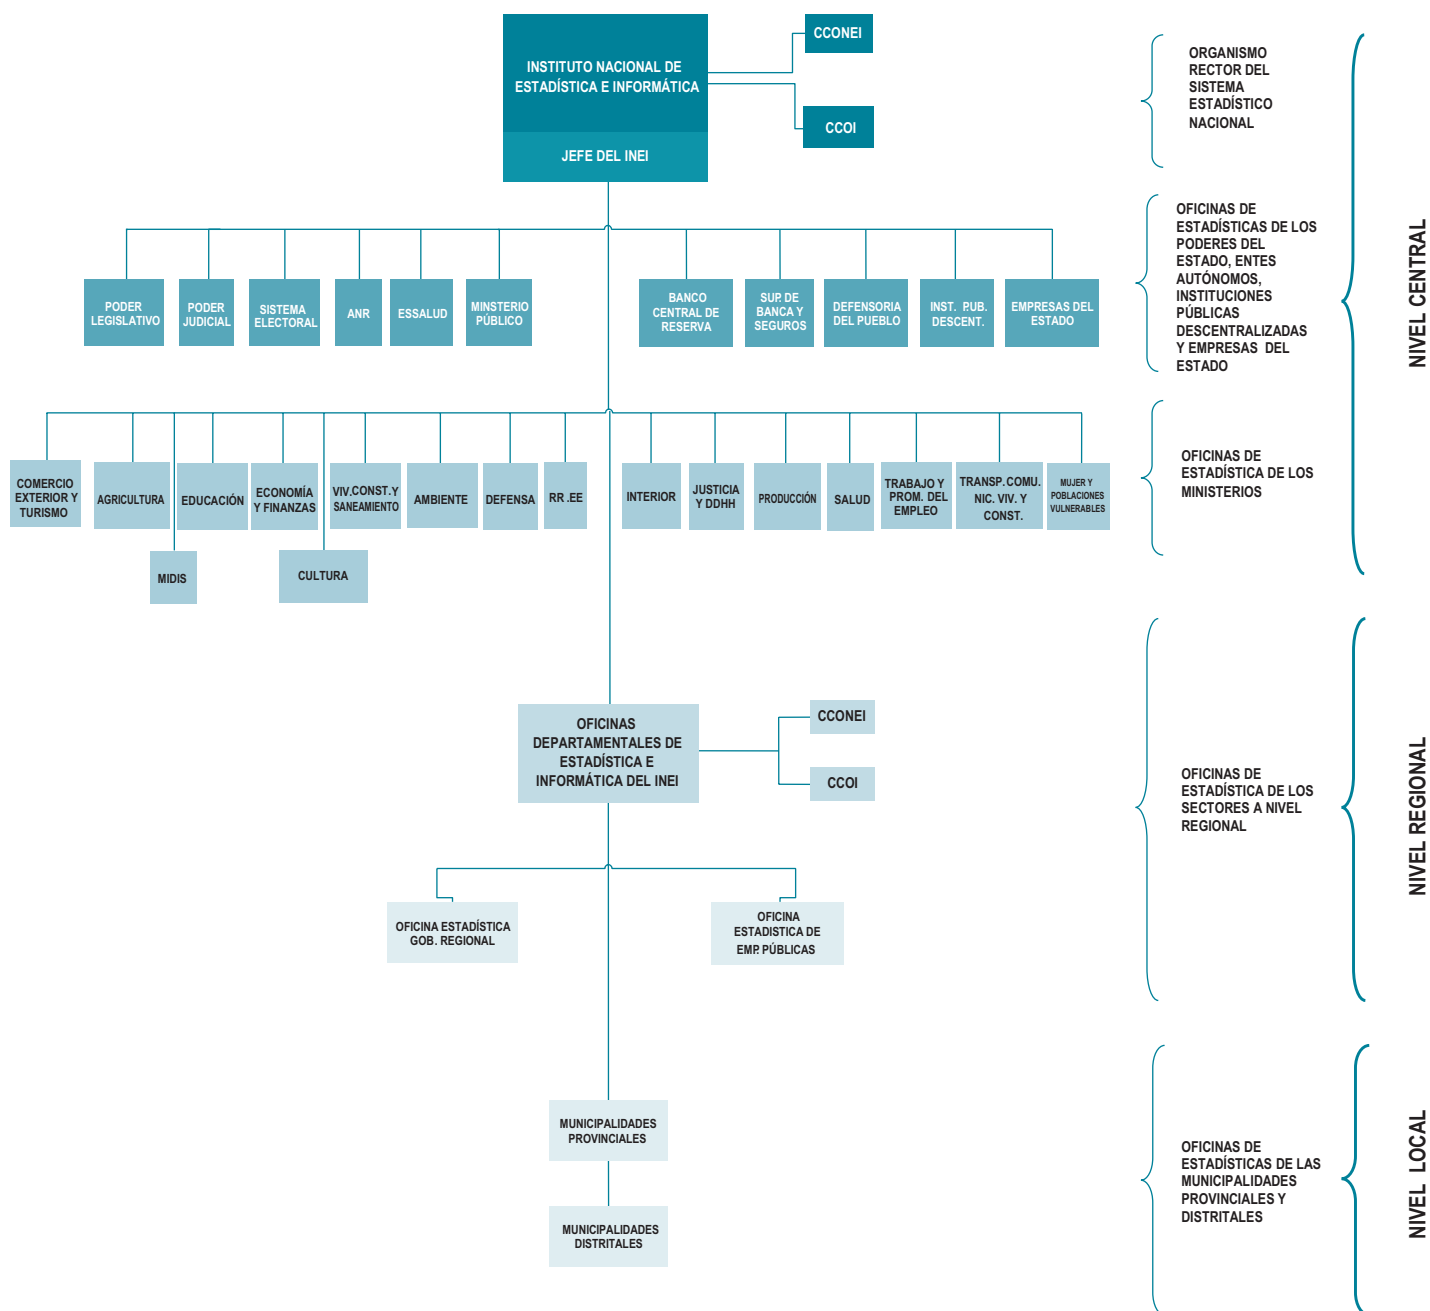 INSTITUTO NACIONAL DE
ESTADÍSTICA E INFORMÁTICA
JEFE DEL INEI
CCONEI
CCOI
ORGANISMO
RECTOR DEL
SISTEMA
ESTADÍSTICO
NACIONAL
PODER
LEGISLATIVO
PODER
JUDICIAL
SISTEMA
ELECTORAL
ANR
ESSALUD
MINSTERIO
PÚBLICO
BANCO
CENTRAL DE
RESERVA
SUP. DE
BANCA Y
SEGUROS
DEFENSORIA
DEL PUEBLO
INST. PUB.
DESCENT.
EMPRESAS DEL
ESTADO
OFICINAS DE
ESTADÍSTICAS DE LOS
PODERES DEL
ESTADO, ENTES
AUTÓNOMOS,
INSTITUCIONES
PÚBLICAS
DESCENTRALIZADAS
Y EMPRESAS DEL
ESTADO
NIVEL CENTRAL
COMERCIO
EXTERIOR Y
TURISMO
AGRICULTURA
EDUCACIÓN
ECONOMÍA
Y FINANZAS
VIV.CONST.Y
SANEAMIENTO
AMBIENTE
DEFENSA
RR.EE
INTERIOR
JUSTICIA
Y DDHH
PRODUCCIÓN
SALUD
TRABAJO Y
PROM. DEL
EMPLEO
TRANSP.COMU.
NIC. VIV. Y
CONST.
MUJER Y
POBLACIONES
VULNERABLES
MIDIS
CULTURA
OFICINAS DE
ESTADÍSTICA DE LOS
MINISTERIOS
OFICINAS
DEPARTAMENTALES DE
ESTADÍSTICA E
INFORMÁTICA DEL INEI
CCONEI
CCOI
OFICINA ESTADÍSTICA
GOB. REGIONAL
OFICINA
ESTADISTICA DE
EMP. PÚBLICAS
OFICINAS DE
ESTADÍSTICA DE LOS
SECTORES A NIVEL
REGIONAL
NIVEL REGIONAL
MUNICIPALIDADES
PROVINCIALES
MUNICIPALIDADES
DISTRITALES
OFICINAS DE
ESTADÍSTICAS DE LAS
MUNICIPALIDADES
PROVINCIALES Y
DISTRITALES
NIVEL LOCAL